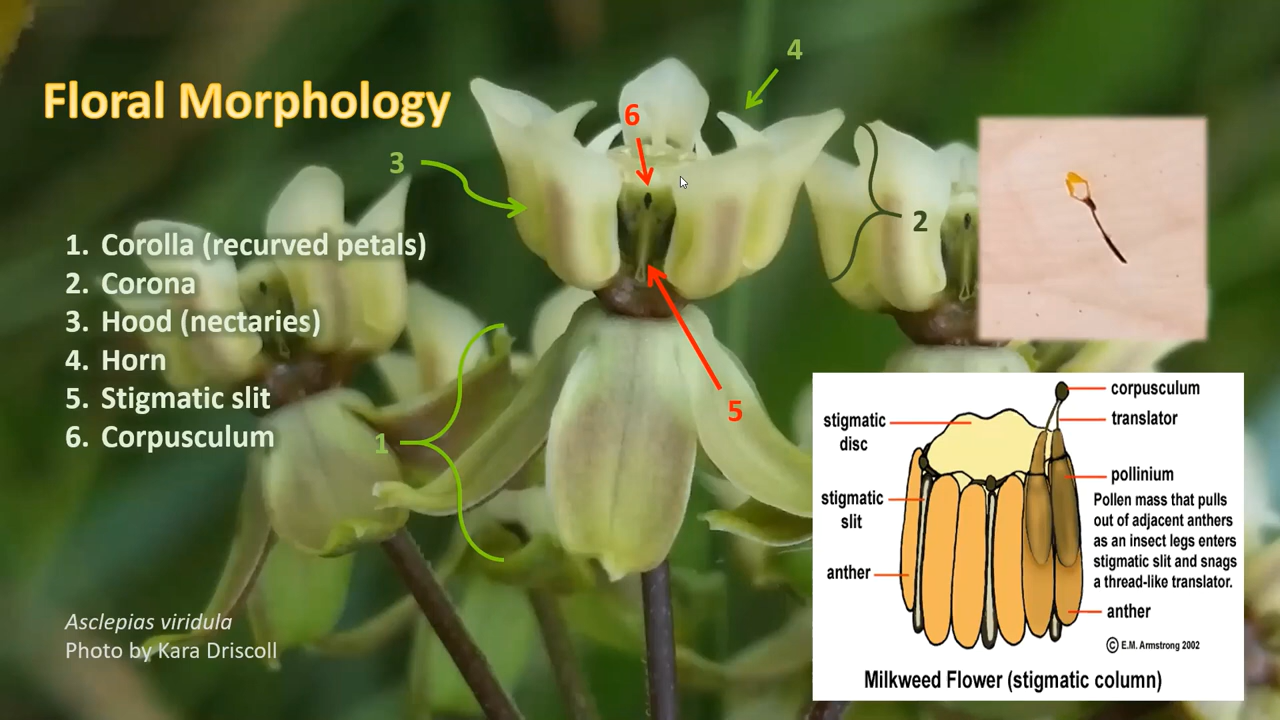 Floral Morphology
1. Corolla (recurved petals)
2. Corona
3. Hood (nectaries)
4. Horn
5. Stigmatic slit
6. Corpusculum
Asclepias viridula
Photo by Kara Driscoll
3
6
4
2
1
5
corpusculum
translator
stigmatic
disc
pollinium
stigmatic
slit
Pollen mass that pulls
out of adjacent anthers
as an insect legs enters
stigmatic slit and snags
a thread-like translator.
anther
anther
© E.M. Armstrong 2002
Milkweed Flower (stigmatic column)